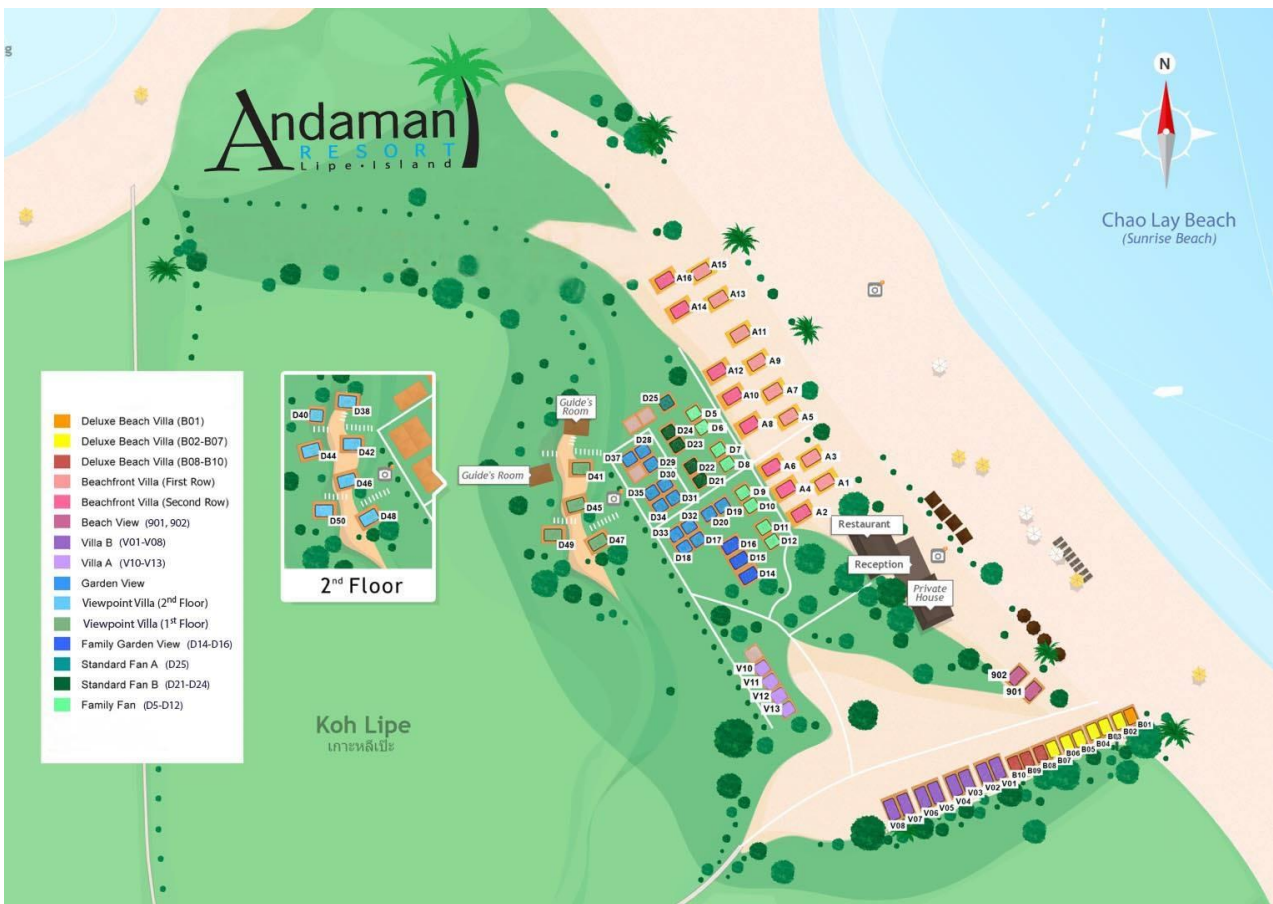 g
Andaman
RESORT
Lipe·Island
N
Chao Lay Beach
(Sunrise Beach)
Deluxe Beach Villa (B01)
Deluxe Beach Villa (B02-B07)
Deluxe Beach Villa (B08-B10)
Beachfront Villa (First Row)
Beachfront Villa (Second Row)
Beach View (901, 902)
Villa B (V01-V08)
Villa A (V10-V13)
Garden View
Viewpoint Villa (2nd Floor)
Viewpoint Villa (1st Floor)
Family Garden View (D14-D16)
Standard Fan A (D25)
Standard Fan B (D21-D24)
Family Fan (D5-D12)
D38
D40
D42
D44
D46
D48
D50
2nd Floor
Guide's
Room
Guide's Room
D41
D45
D47
D49
A15
A16
A13
A14
A11
A9
A12
A7
A10
A5
A8
A3
A6
A1
A4
A2
D25
D5
D6
D24
D23
D7
D8
D22
D21
D28
D37
D29
D30
D35
D31
D34
D9
D10
D19
D20
D32
D33
D17
D18
D11
D12
D16
D15
D14
Restaurant
Reception
Private
House
V10
V11
V12
V13
902
901
B01
B02
B03
B04
B05
B06
B07
B08
B09
B10
V01
V02
V03
V04
V05
V06
V07
V08
Koh Lipe
เกาะหลีเป๊ะ